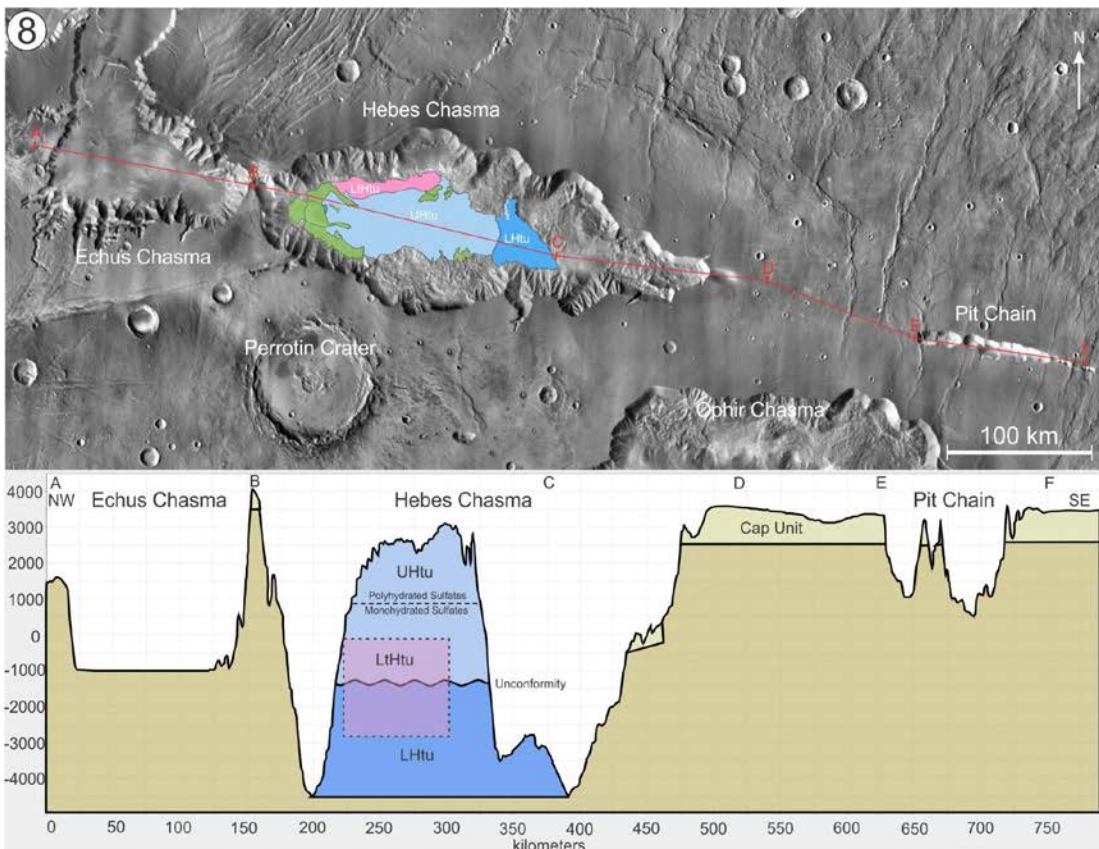 8
N
Hebes Chasma
A
B
LtHtu
UHtu
LHtu
C
Echus Chasma
D
Pit Chain
E
F
Perrotin Crater
Ophir Chasma
100 km
A
B
C
D
E
F
NW
Echus Chasma
Hebes Chasma
Pit Chain
SE
4000
3000
2000
1000
0
-1000
-2000
-3000
-4000
Cap Unit
UHtu
Polyhydrated Sulfates
Monohydrated Sulfates
LtHtu
Unconformity
LHtu
0 50 100 150 200 250 300 350 400 450 500 550 600 650 700 750
kilometers